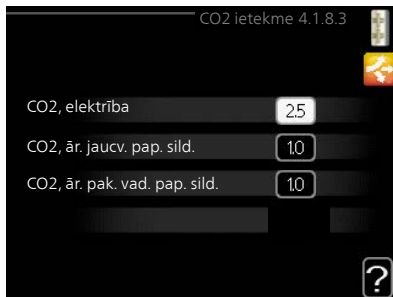 CO2 ietekme 4.1.8.3
CO2, elektrība 2.5
CO2, ār. jaucv. pap. sild. 1.0
CO2, ār. pak. vad. pap. sild. 1.0
?